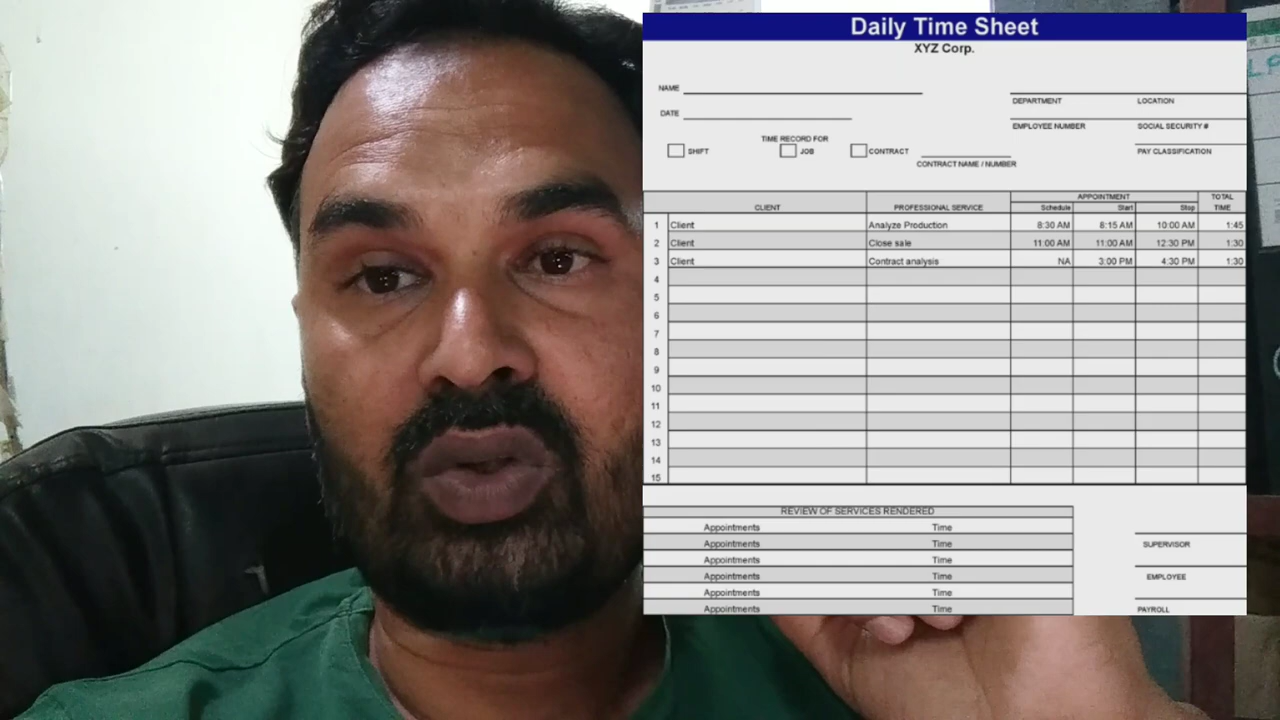 Daily Time Sheet
XYZ Corp.
NAME
DEPARTMENT LOCATION
DATE
EMPLOYEE NUMBER SOCIAL SECURITY #
TIME RECORD FOR
SHIFT JOB CONTRACT PAY CLASSIFICATION
CONTRACT NAME / NUMBER
CLIENT PROFESSIONAL SERVICE APPOINTMENT TOTAL
Schedule Start Stop TIME
1 Client Analyze Production 8:30 AM 8:15 AM 10:00 AM 1:45
2 Client Close sale 11:00 AM 11:00 AM 12:30 PM 1:30
3 Client Contract analysis NA 3:00 PM 4:30 PM 1:30
4
5
6
7
8
9
10
11
12
13
14
15
REVIEW OF SERVICES RENDERED
Appointments Time
Appointments Time SUPERVISOR
Appointments Time
Appointments Time EMPLOYEE
Appointments Time
Appointments Time PAYROLL